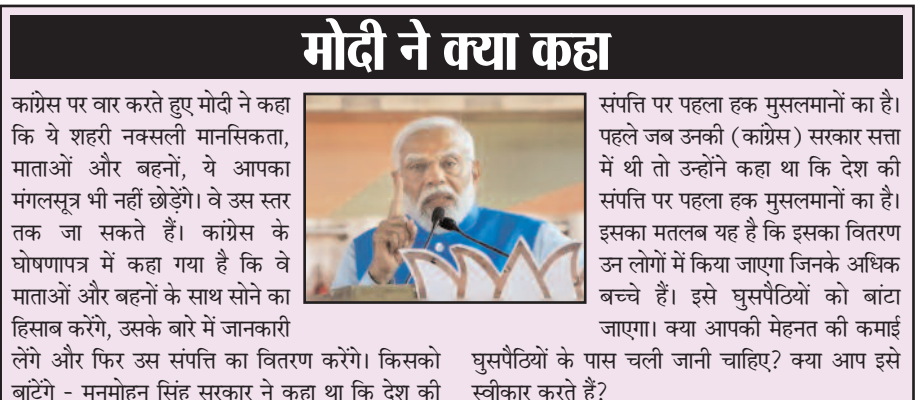 मोदी ने क्या कहा
कांग्रेस पर वार करते हुए मोदी ने कहा
कि ये शहरी नक्सली मानसिकता,
माताओं और बहनों, ये आपका
मंगलसूत्र भी नहीं छोड़ेंगे। वे उस स्तर
तक जा सकते हैं। कांग्रेस के
घोषणापत्र में कहा गया है कि वे
माताओं और बहनों के साथ सोने का
हिसाब करेंगे, उसके बारे में जानकारी
लेंगे और फिर उस संपत्ति का वितरण करेंगे। किसको
बांटेंगे - मनमोहन सिंह सरकार ने कहा था कि देश की
संपत्ति पर पहला हक मुसलमानों का है।
पहले जब उनकी (कांग्रेस) सरकार सत्ता
में थी तो उन्होंने कहा था कि देश की
संपत्ति पर पहला हक मुसलमानों का है।
इसका मतलब यह है कि इसका वितरण
उन लोगों में किया जाएगा जिनके अधिक
बच्चे हैं। इसे घुसपैठियों को बांटा
जाएगा। क्या आपकी मेहनत की कमाई
घुसपैठियों के पास चली जानी चाहिए? क्या आप इसे
स्वीकार करते हैं?